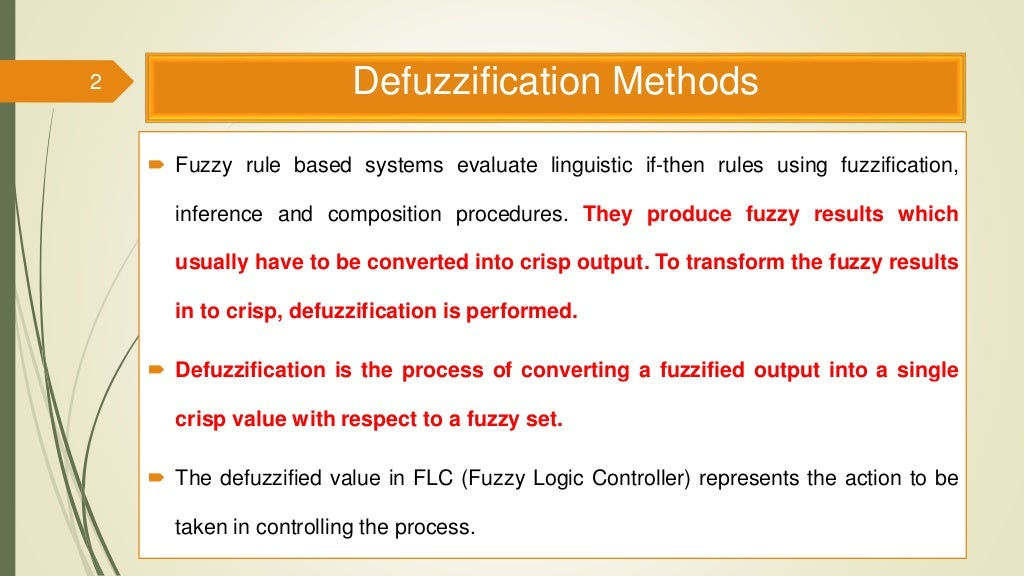 2
Defuzzification Methods
Fuzzy rule based systems evaluate linguistic if-then rules using fuzzification,
inference and composition procedures. They produce fuzzy results which
usually have to be converted into crisp output. To transform the fuzzy results
in to crisp, defuzzification is performed.
Defuzzification is the process of converting a fuzzified output into a single
crisp value with respect to a fuzzy set.
The defuzzified value in FLC (Fuzzy Logic Controller) represents the action to be
taken in controlling the process.